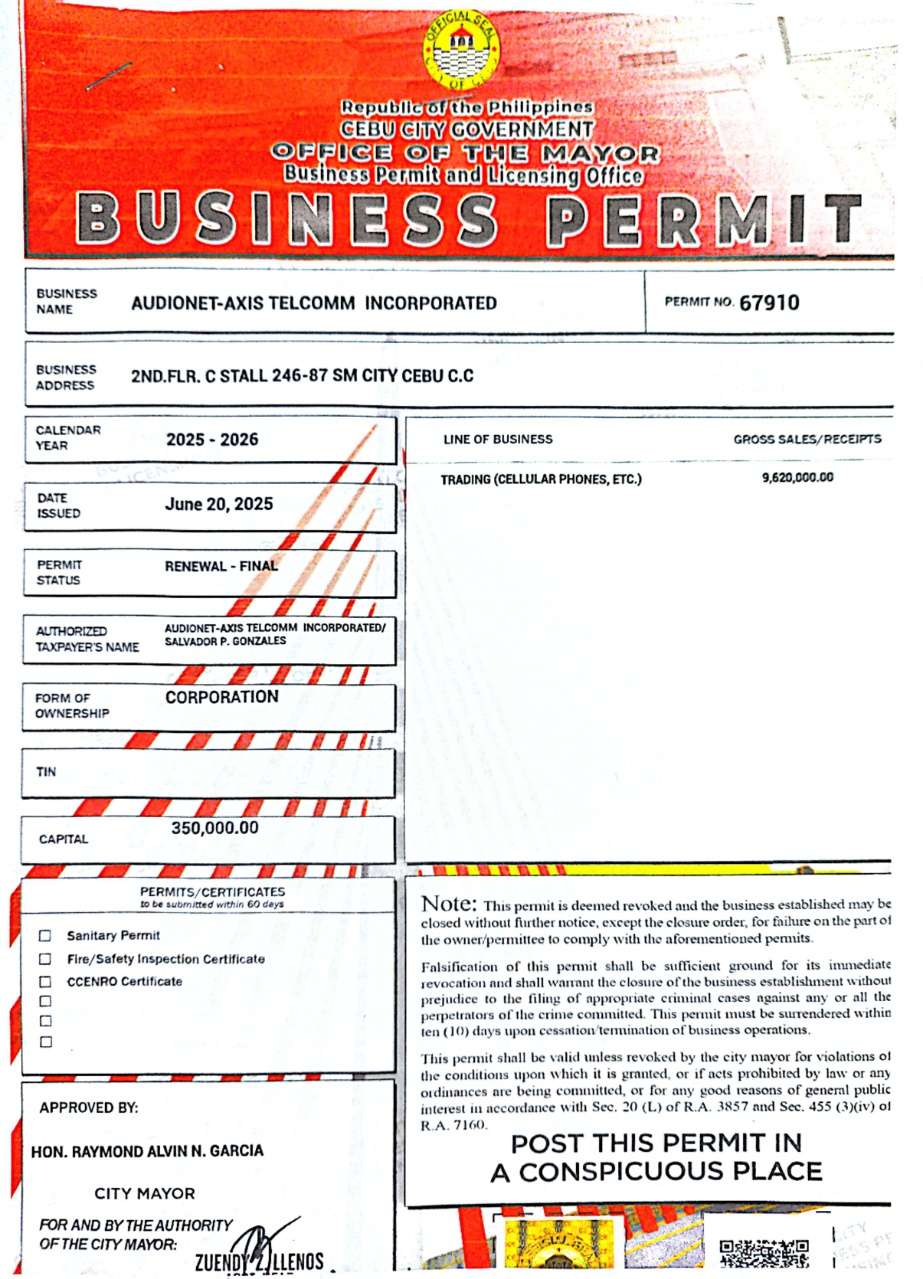 OFFICIAL SEAL
Republic of the Philippines
CEBU CITY GOVERNMENT
OFFICE OF THE MAYOR
Business Permit and Licensing Office
BUSINESS PERMIT
BUSINESS NAME AUDIONET-AXIS TELCOMM INCORPORATED
PERMIT NO. 67910
BUSINESS ADDRESS 2ND.FLR. C STALL 246-87 SM CITY CEBU C.C
CALENDAR YEAR 2025 - 2026
DATE ISSUED June 20, 2025
PERMIT STATUS RENEWAL - FINAL
AUTHORIZED TAXPAYER'S NAME AUDIONET-AXIS TELCOMM INCORPORATED/
SALVADOR P. GONZALES
FORM OF OWNERSHIP CORPORATION
TIN
CAPITAL 350,000.00
LINE OF BUSINESS GROSS SALES/RECEIPTS
TRADING (CELLULAR PHONES, ETC.) 9,620,000.00
PERMITS/CERTIFICATES
to be submitted within 60 days
Sanitary Permit
Fire/Safety Inspection Certificate
CCENRO Certificate
Note: This permit is deemed revoked and the business established may be
closed without further notice, except the closure order, for failure on the part of
the owner/permittee to comply with the aforementioned permits.
Falsification of this permit shall be sufficient ground for its immediate
revocation and shall warrant the closure of the business establishment without
prejudice to the filing of appropriate criminal cases against any or all the
perpetrators of the crime committed. This permit must be surrendered within
ten (10) days upon cessation/termination of business operations.
This permit shall be valid unless revoked by the city mayor for violations of
the conditions upon which it is granted, or if acts prohibited by law or any
ordinances are being committed, or for any good reasons of general public
interest in accordance with Sec. 20 (L) of R.A. 3857 and Sec. 455 (3)(iv) of
R.A. 7160.
POST THIS PERMIT IN
A CONSPICUOUS PLACE
APPROVED BY:
HON. RAYMOND ALVIN N. GARCIA
CITY MAYOR
FOR AND BY THE AUTHORITY
OF THE CITY MAYOR:
ZUENDY Z. LLENOS